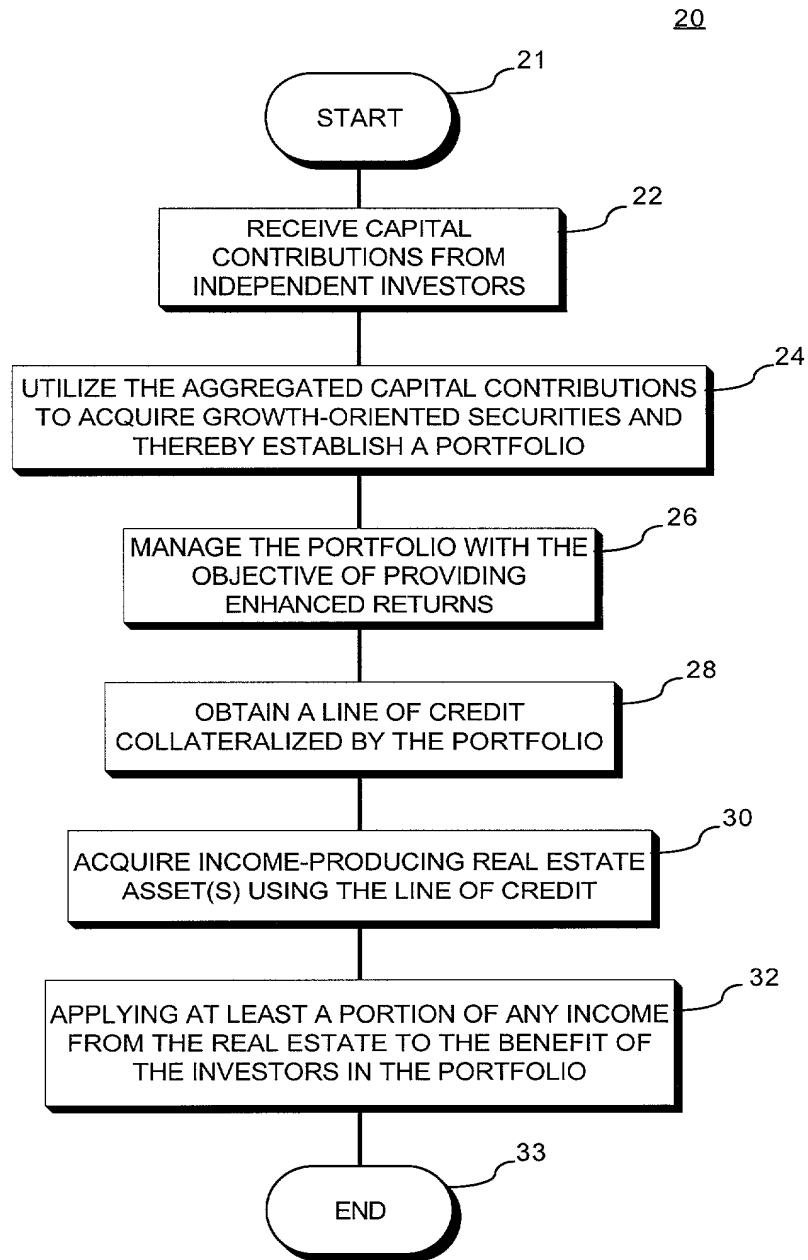 20
21
START
22
RECEIVE CAPITAL
CONTRIBUTIONS FROM
INDEPENDENT INVESTORS
24
UTILIZE THE AGGREGATED CAPITAL CONTRIBUTIONS
TO ACQUIRE GROWTH-ORIENTED SECURITIES AND
THEREBY ESTABLISH A PORTFOLIO
26
MANAGE THE PORTFOLIO WITH THE
OBJECTIVE OF PROVIDING
ENHANCED RETURNS
28
OBTAIN A LINE OF CREDIT
COLLATERALIZED BY THE PORTFOLIO
30
ACQUIRE INCOME-PRODUCING REAL ESTATE
ASSET(S) USING THE LINE OF CREDIT
32
APPLYING AT LEAST A PORTION OF ANY INCOME
FROM THE REAL ESTATE TO THE BENEFIT OF
THE INVESTORS IN THE PORTFOLIO
33
END